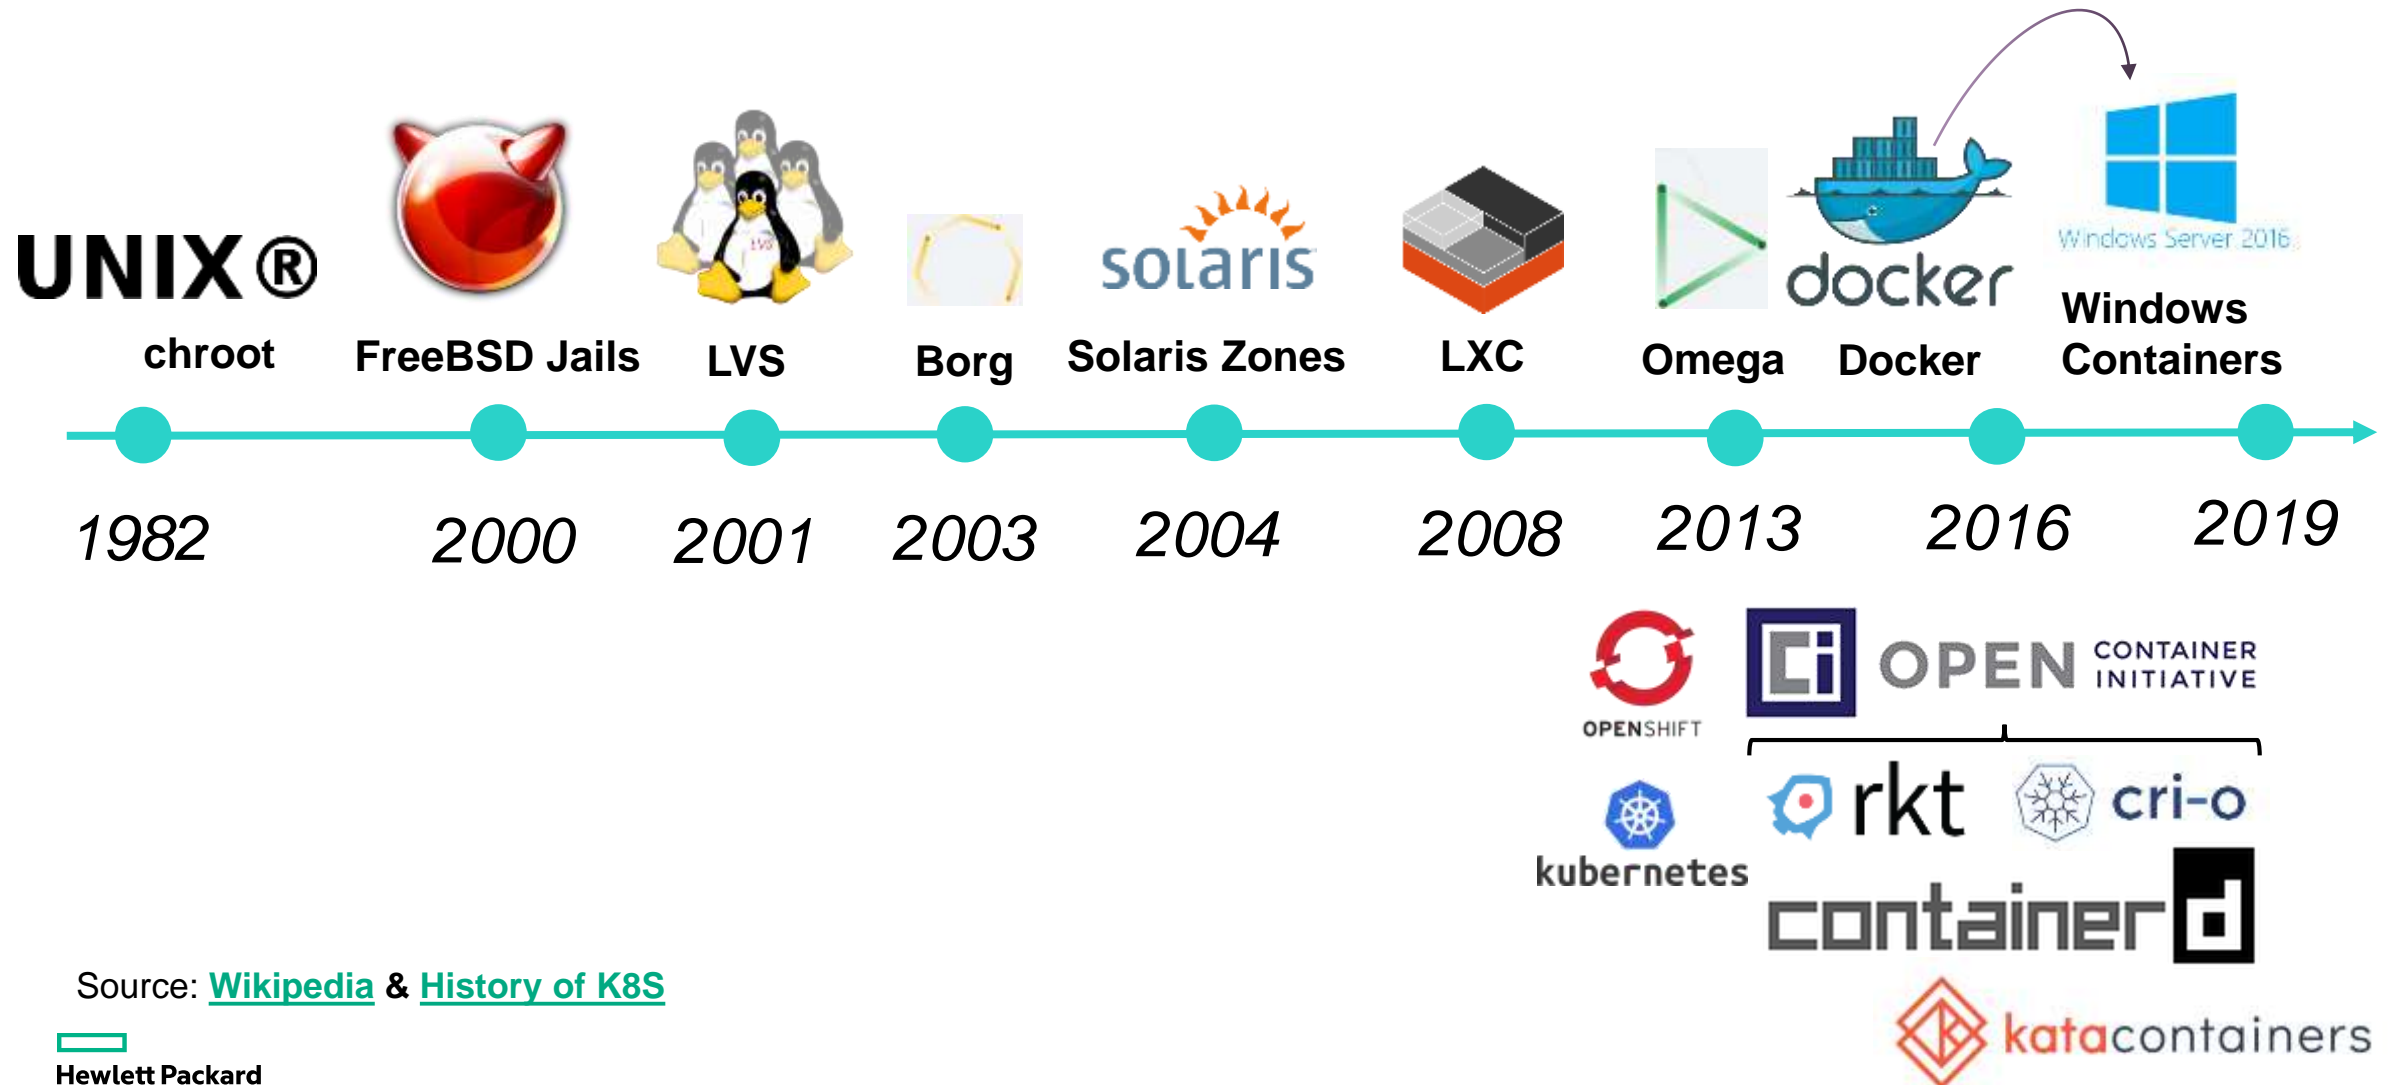 UNIX®
LVS
solaris
docker
Windows Server 2016
chroot
FreeBSD Jails
LVS
Borg
Solaris Zones
LXC
Omega
Docker
Windows
Containers
1982
2000
2001
2003
2004
2008
2013
2016
2019
OPENSHIFT
Ci OPEN CONTAINER
INITIATIVE
rkt
cri-o
kubernetes
containerd
katacontainers
Source: Wikipedia & History of K8S
Hewlett Packard